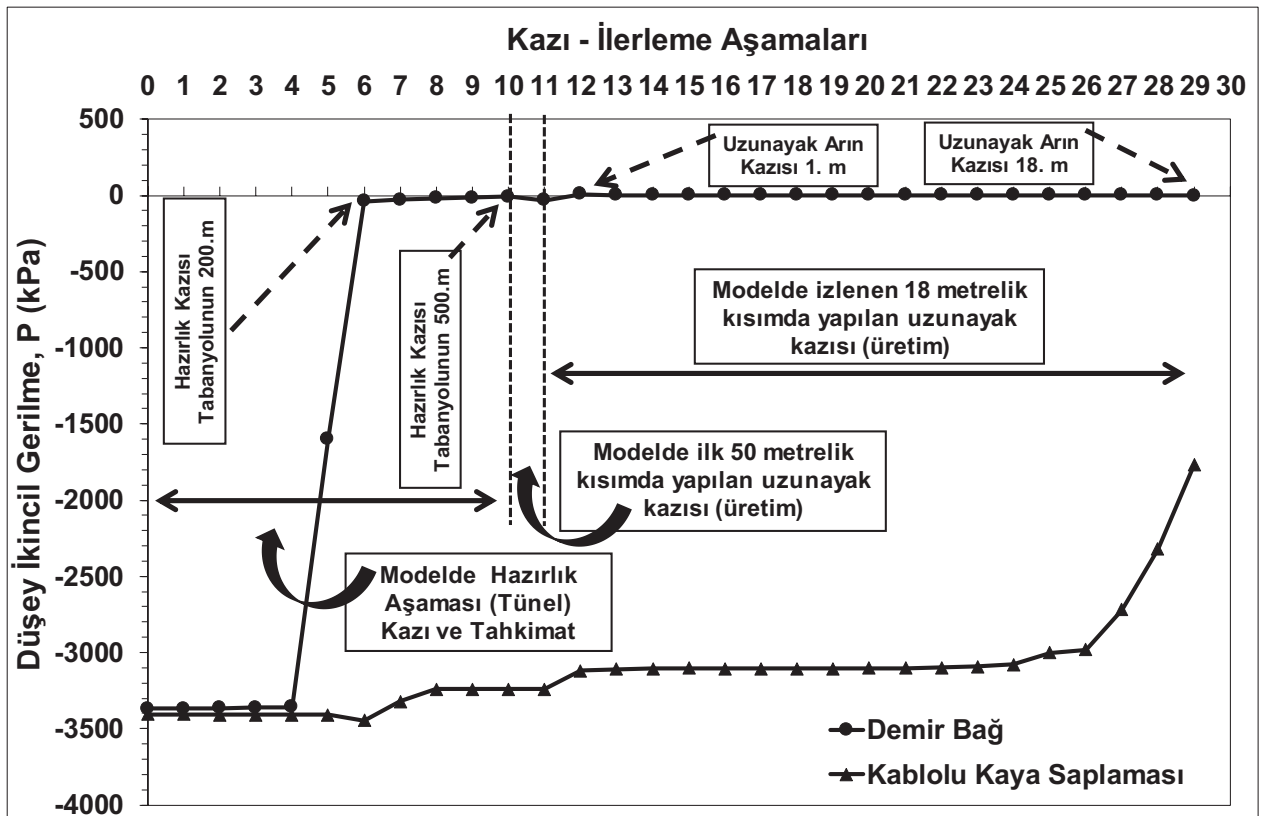 Kazı - İlerleme Aşamaları
0 1 2 3 4 5 6 7 8 9 10 11 12 13 14 15 16 17 18 19 20 21 22 23 24 25 26 27 28 29 30
Düşey İkincil Gerilme, P (kPa)
500
0
-500
-1000
-1500
-2000
-2500
-3000
-3500
-4000
Hazırlık Kazısı
Tabanyolunun 200.m
Hazırlık Kazısı
Tabanyolunun 500.m
Uzunayak Arın
Kazısı 1. m
Uzunayak Arın
Kazısı 18. m
Modelde izlenen 18 metrelik
kısımda yapılan uzunayak
kazısı (üretim)
Modelde ilk 50 metrelik
kısımda yapılan uzunayak
kazısı (üretim)
Modelde Hazırlık
Aşaması (Tünel)
Kazı ve Tahkimat
Demir Bağ
Kablolu Kaya Saplaması